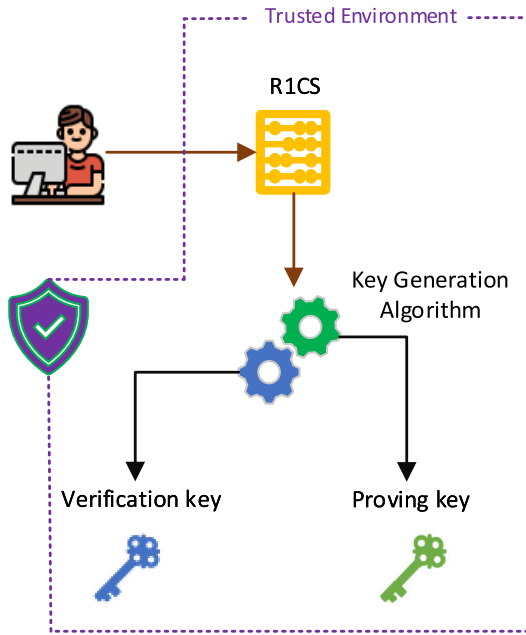 Trusted Environment
R1CS
Key Generation
Algorithm
Verification key
Proving key